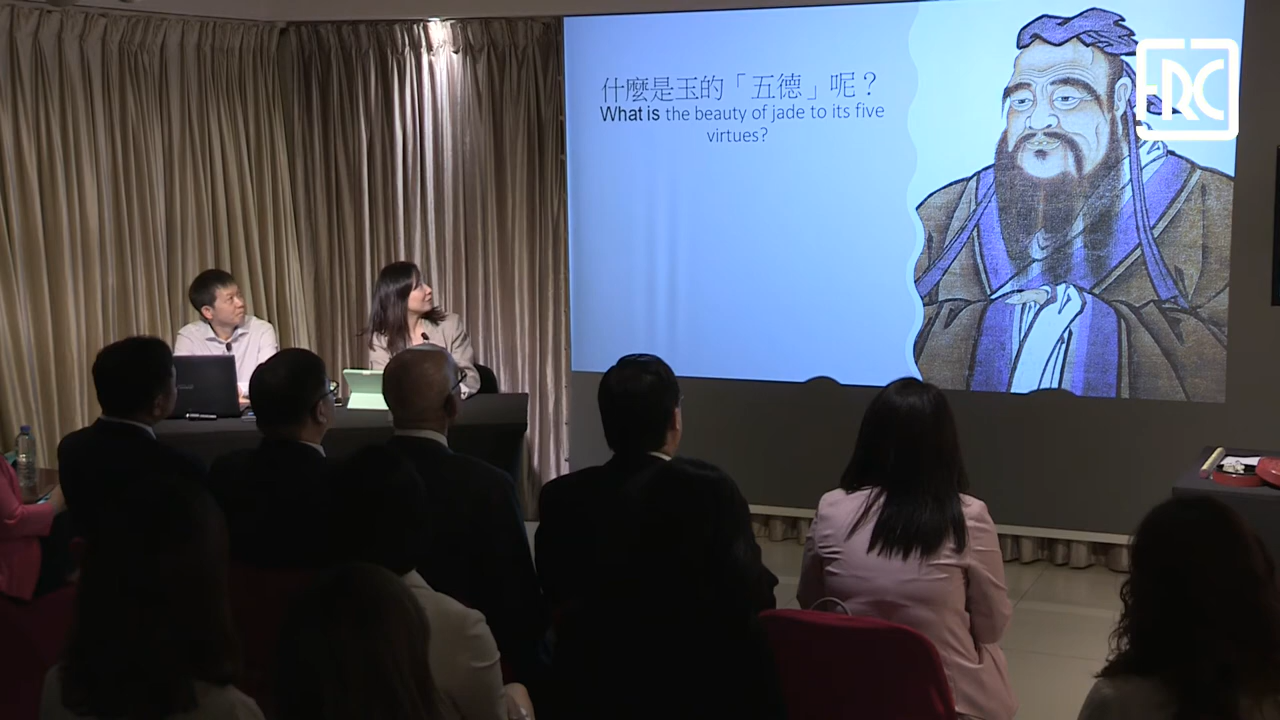 什麼是玉的「五德」呢？
What is the beauty of jade to its five
virtues?
ERC